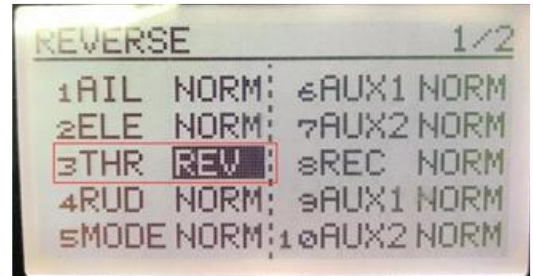 REVERSE 1/2
1AIL NORM 6AUX1 NORM
2ELE NORM 7AUX2 NORM
3THR REV 8REC NORM
4RUD NORM 9AUX1 NORM
5MODE NORM 10AUX2 NORM